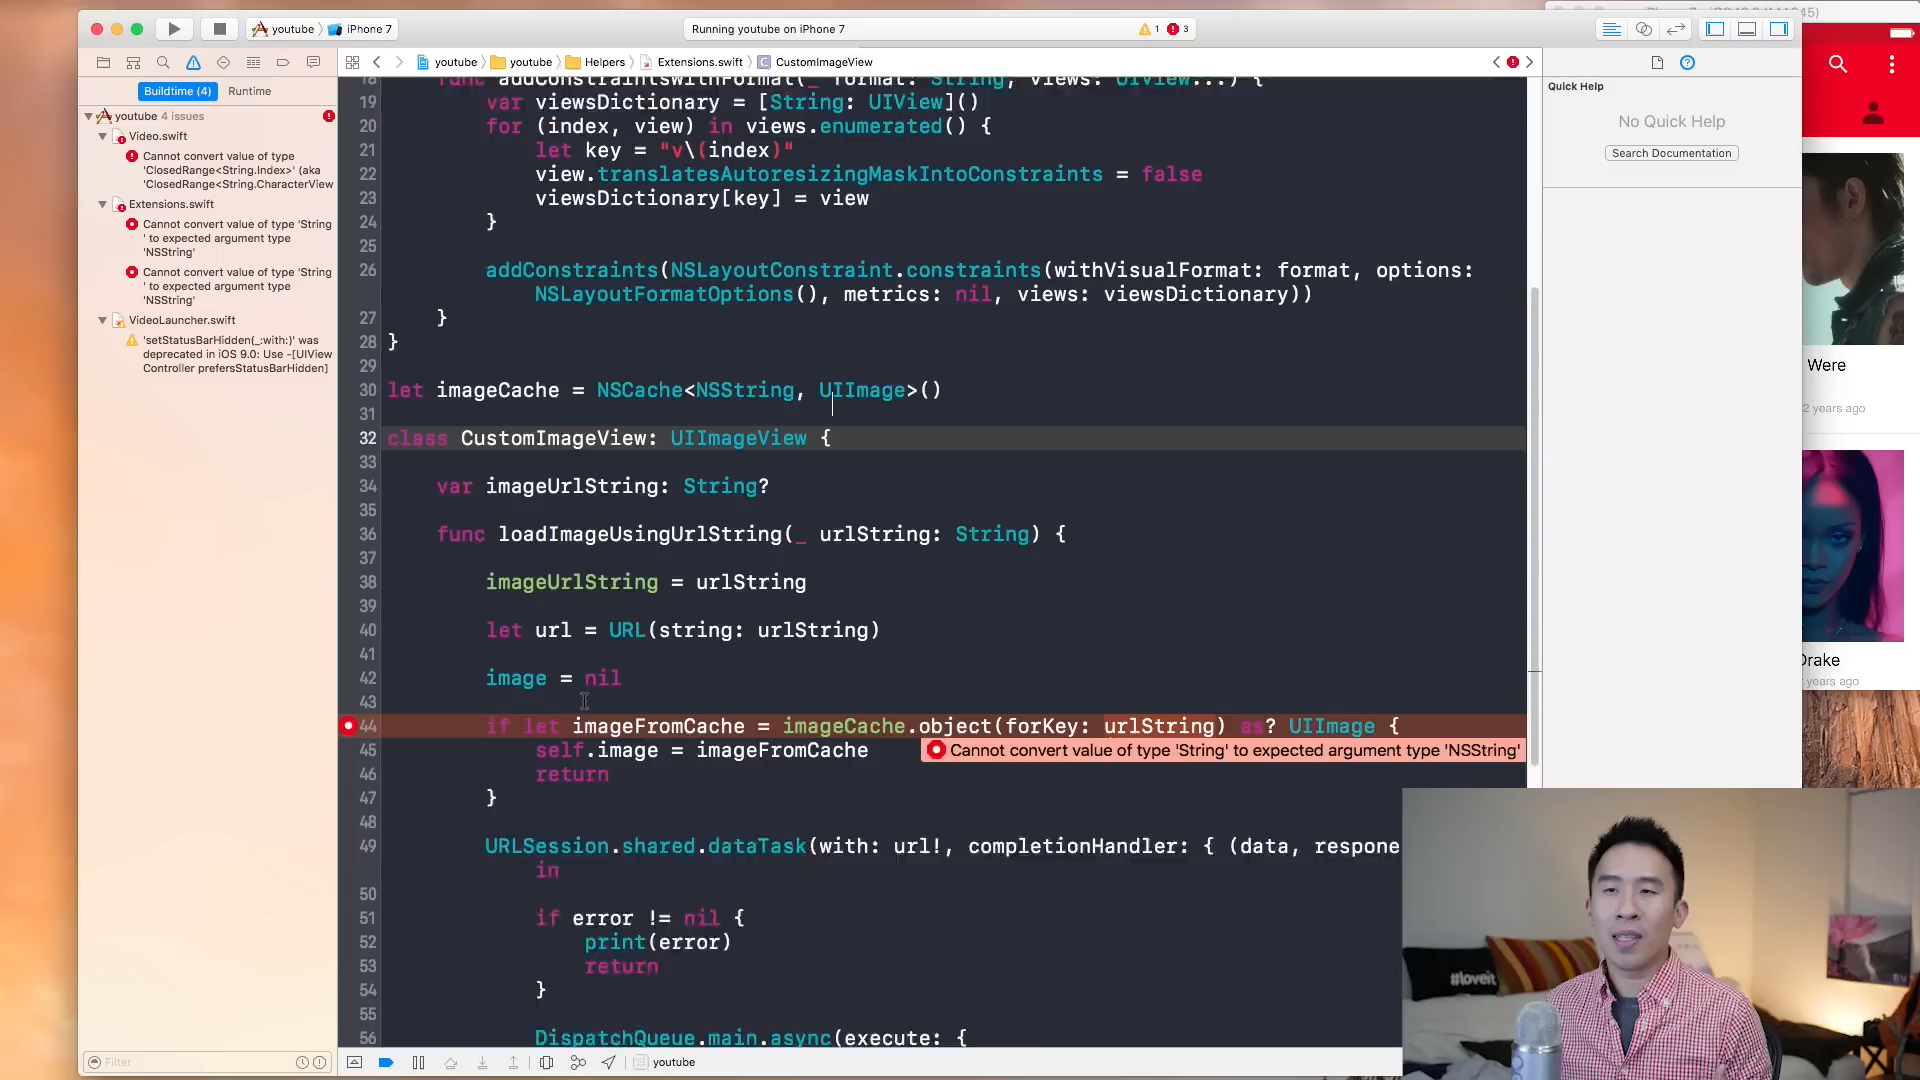 youtube
iPhone 7
Running youtube on iPhone 7
1
3
youtube
youtube
Helpers
Extensions.swift
CustomImageView
Buildtime (4)
Runtime
youtube 4 issues
Video.swift
Cannot convert value of type
'ClosedRange<String.Index>' (aka
'ClosedRange<String.CharacterView
Extensions.swift
Cannot convert value of type 'String
' to expected argument type
'NSString'
Cannot convert value of type 'String
' to expected argument type
'NSString'
VideoLauncher.swift
'setStatusBarHidden(_:with:)' was
deprecated in iOS 9.0: Use -[UIView
Controller prefersStatusBarHidden]
Filter
18 func addConstraintsWithFormat(_ format: String, views: UIView...) {
19 var viewsDictionary = [String: UIView]()
20 for (index, view) in views.enumerated() {
21 let key = "v\(index)"
22 view.translatesAutoresizingMaskIntoConstraints = false
23 viewsDictionary[key] = view
24 }
25
26 addConstraints(NSLayoutConstraint.constraints(withVisualFormat: format, options:
NSLayoutFormatOptions(), metrics: nil, views: viewsDictionary))
27 }
28 }
29
30 let imageCache = NSCache<NSString, UIImage>()
31
32 class CustomImageView: UIImageView {
33
34 var imageUrlString: String?
35
36 func loadImageUsingUrlString(_ urlString: String) {
37
38 imageUrlString = urlString
39
40 let url = URL(string: urlString)
41
42 image = nil
43
44 if let imageFromCache = imageCache.object(forKey: urlString) as? UIImage {
45 self.image = imageFromCache
Cannot convert value of type 'String' to expected argument type 'NSString'
46 return
47 }
48
49 URLSession.shared.dataTask(with: url!, completionHandler: { (data, respone
in
50
51 if error != nil {
52 print(error)
53 return
54 }
55
56 DispatchQueue.main.async(execute: {
youtube
Quick Help
No Quick Help
Search Documentation
Were
2 years ago
Drake
years ago
#loveit